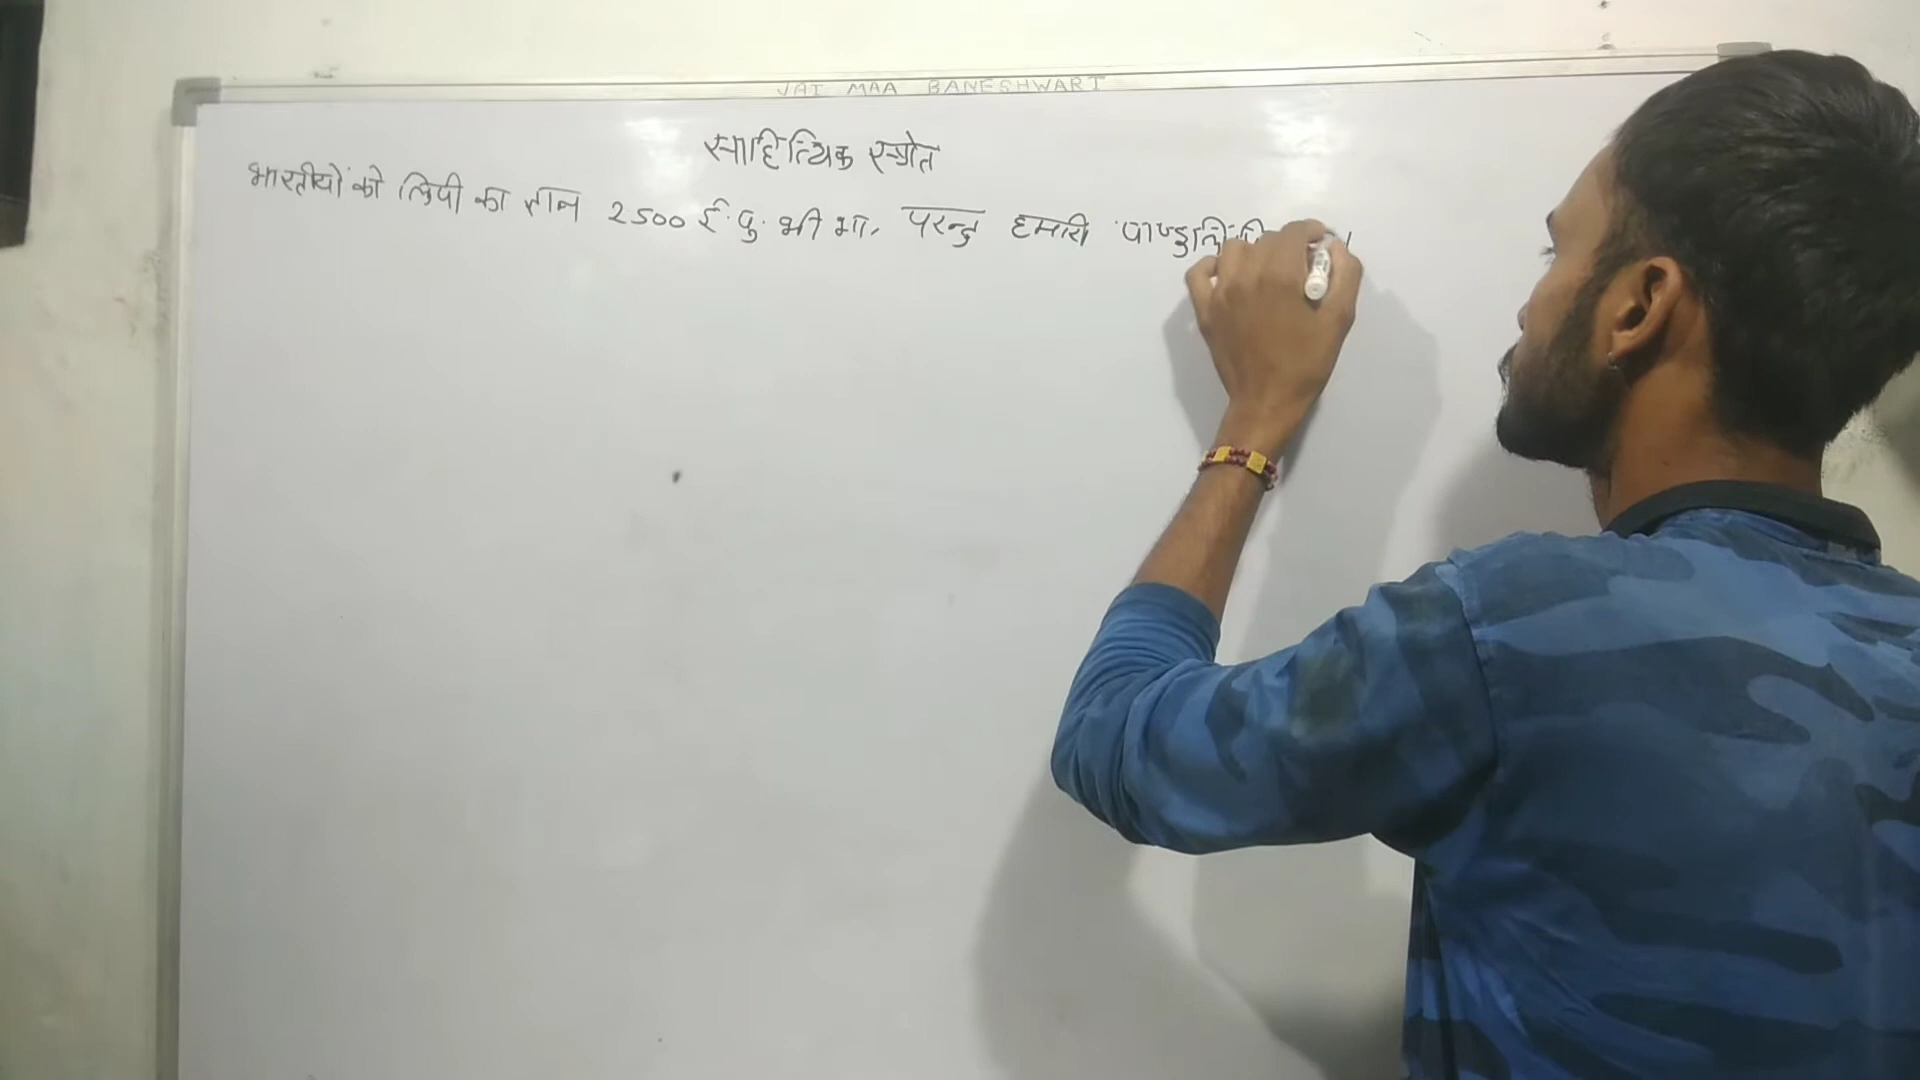 JAI MAA BANESHWARI
साहित्यिक स्त्रोत
भारतीयों को लिपी का ज्ञान 2500 ई. पु. भी था, परन्तु हमारी